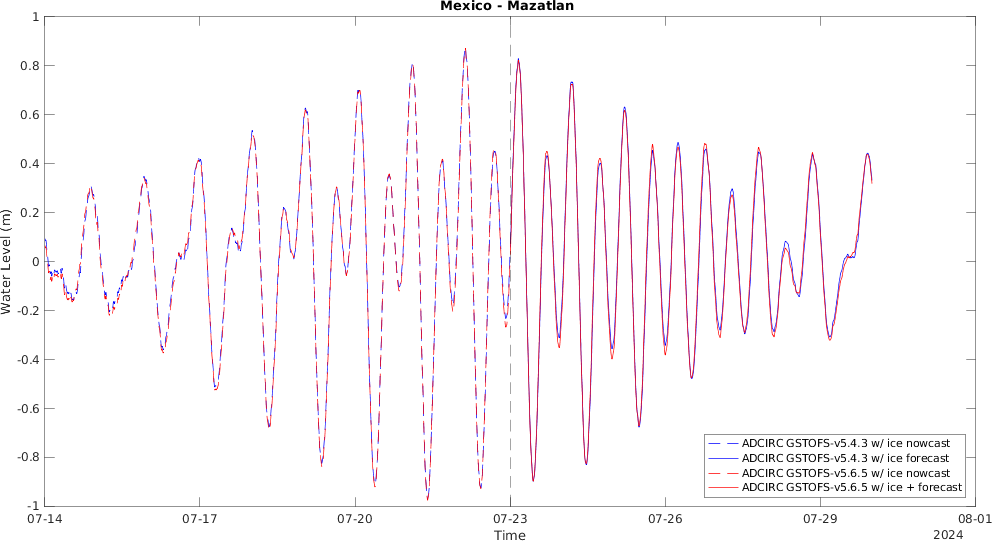 Mexico - Mazatlan
1
0.8
0.6
0.4
0.2
0
-0.2
-0.4
-0.6
-0.8
-1
Water Level (m)
07-14
07-17
07-20
07-23
07-26
07-29
08-01
Time
2024
ADCIRC GSTOFS-v5.4.3 w/ ice nowcast
ADCIRC GSTOFS-v5.4.3 w/ ice forecast
ADCIRC GSTOFS-v5.6.5 w/ ice nowcast
ADCIRC GSTOFS-v5.6.5 w/ ice + forecast